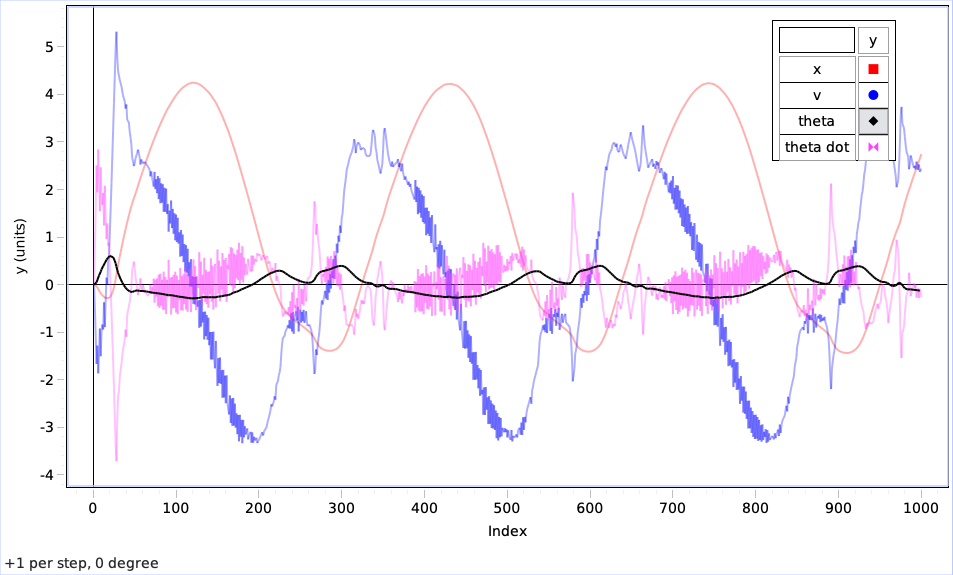 y
x
v
theta
theta dot
5
4
3
2
1
0
-1
-2
-3
-4
y (units)
0 100 200 300 400 500 600 700 800 900 1000
Index
+1 per step, 0 degree